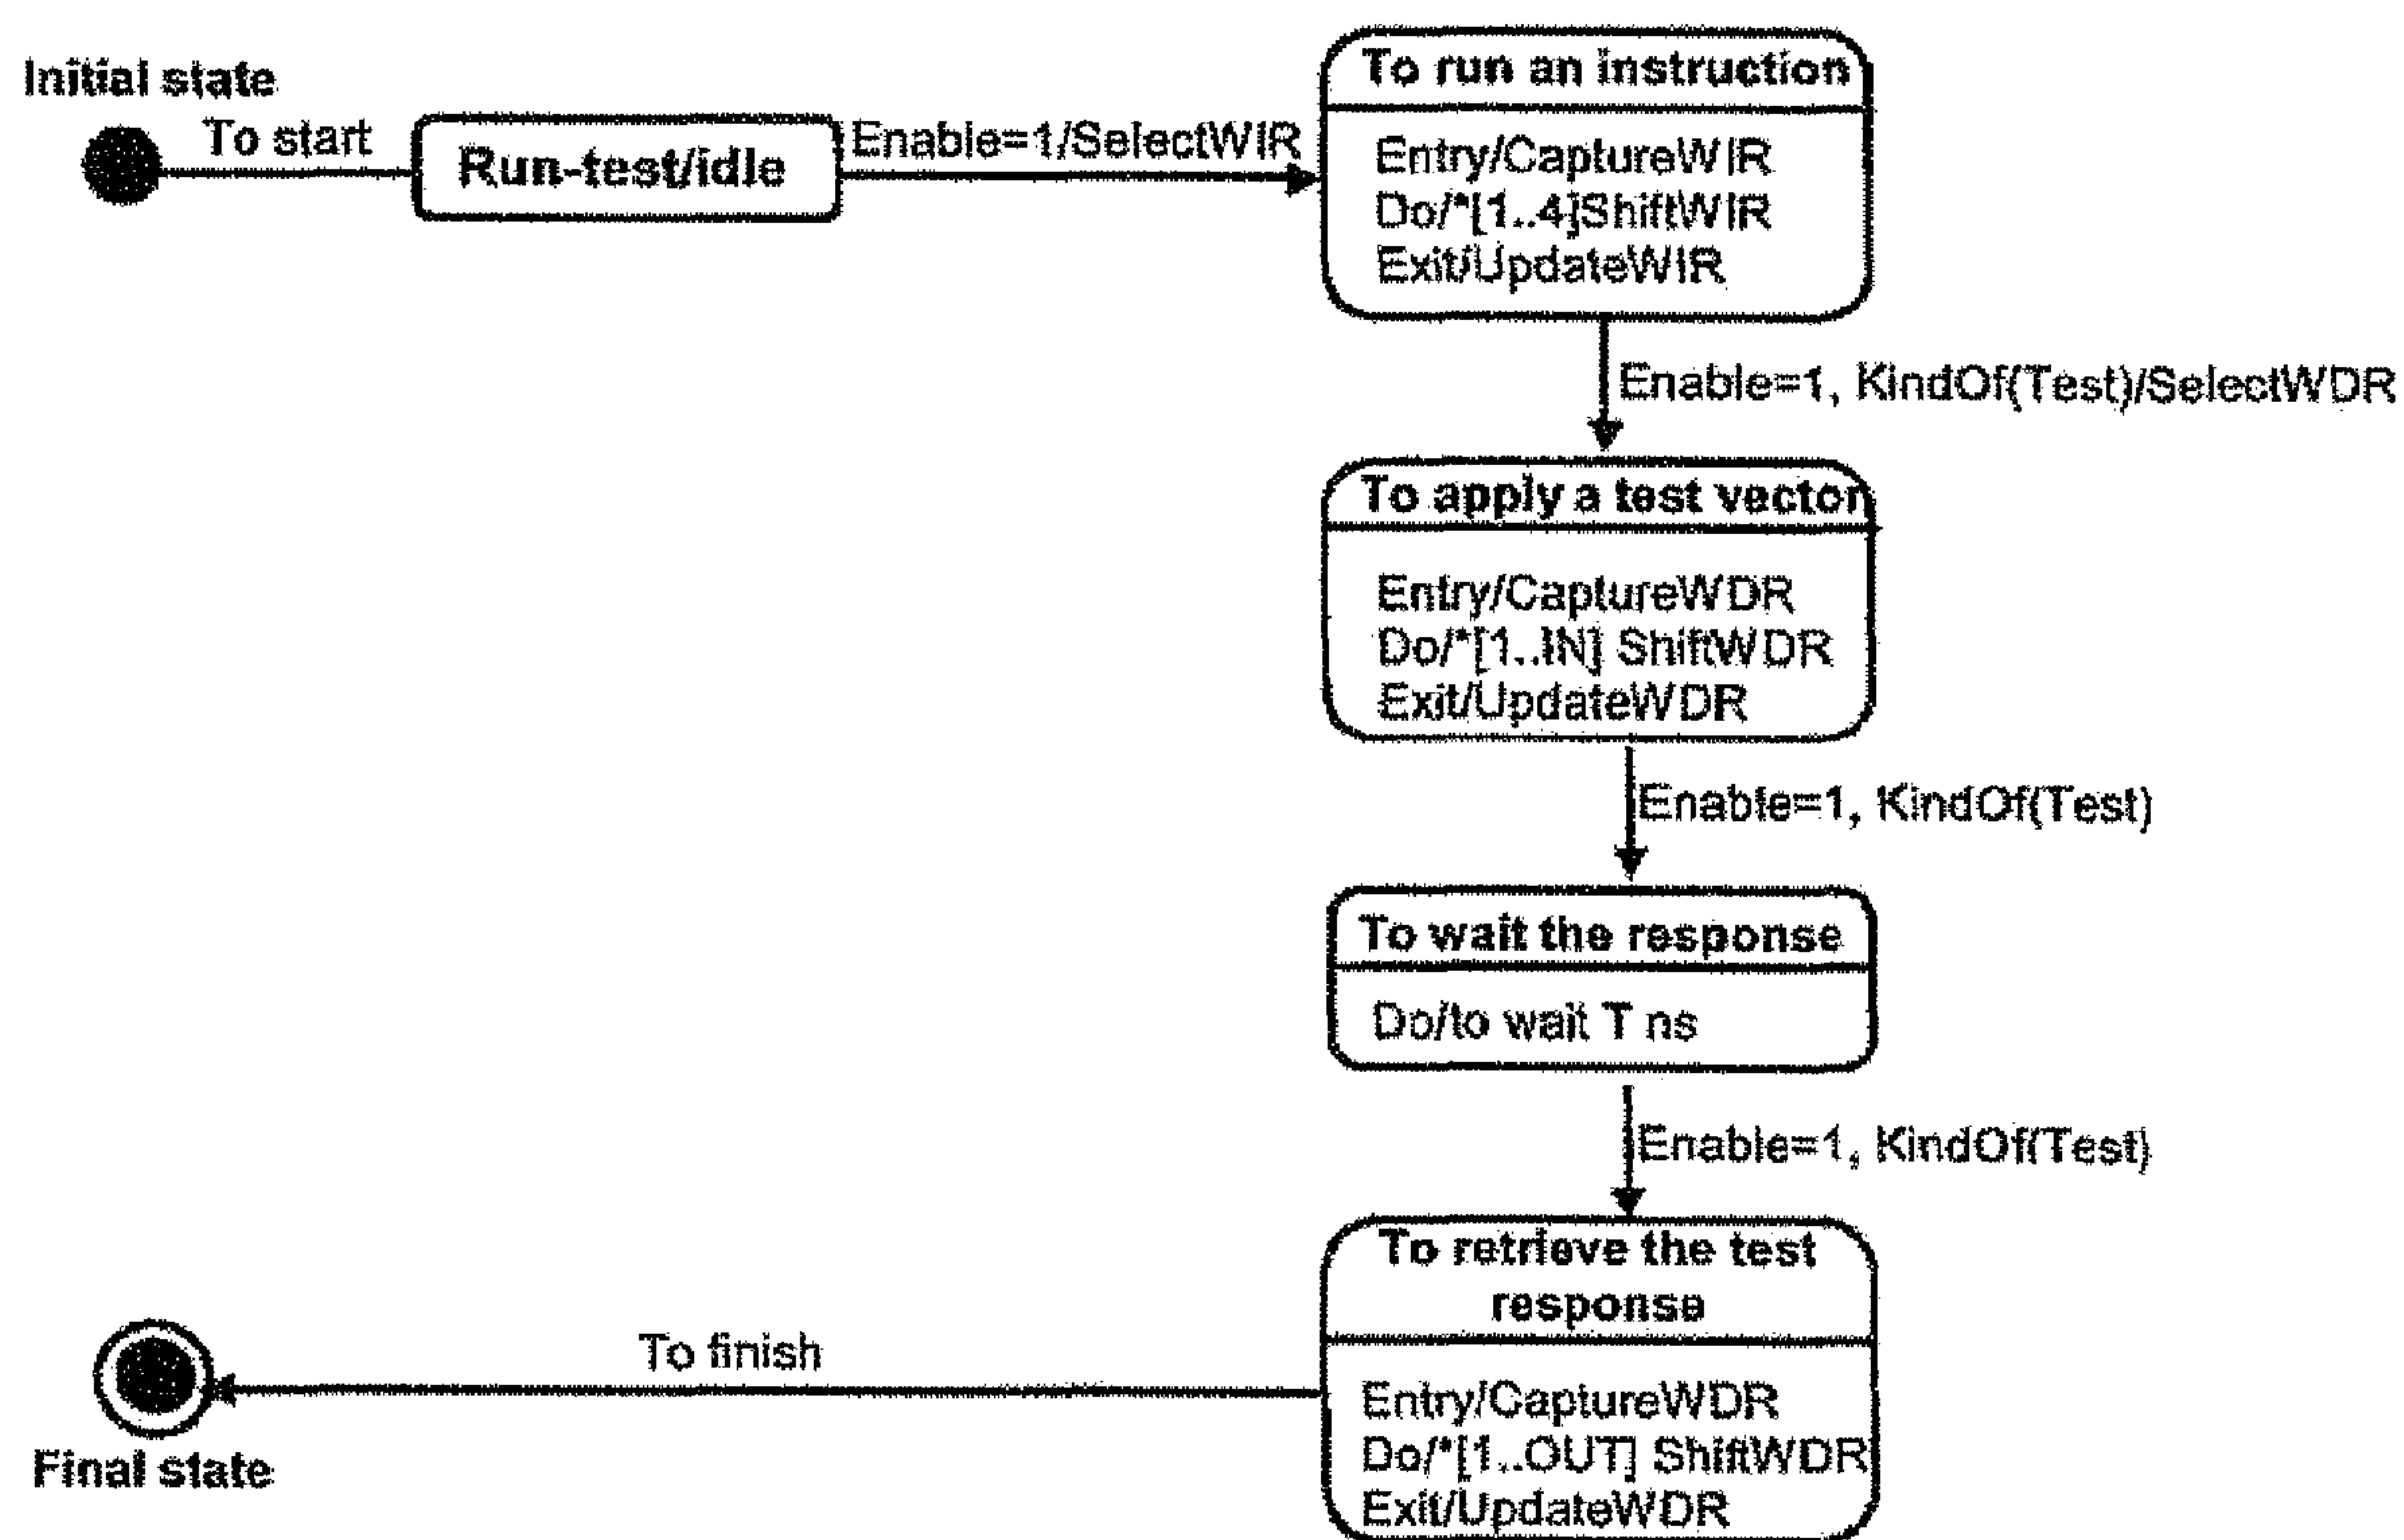 Initial state
To start
Run-test/idle
Enable=1/SelectWIR
To run an instruction
Entry/CaptureWIR
Do/*[1..4]ShiftWIR
Exit/UpdateWIR
Enable=1, KindOf(Test)/SelectWDR
To apply a test vector
Entry/CaptureWDR
Do/*[1..IN] ShiftWDR
Exit/UpdateWDR
Enable=1, KindOf(Test)
To wait the response
Do/to wait T ns
Enable=1, KindOf(Test)
To retrieve the test
response
Entry/CaptureWDR
Do/*[1..OUT] ShiftWDR
Exit/UpdateWDR
To finish
Final state